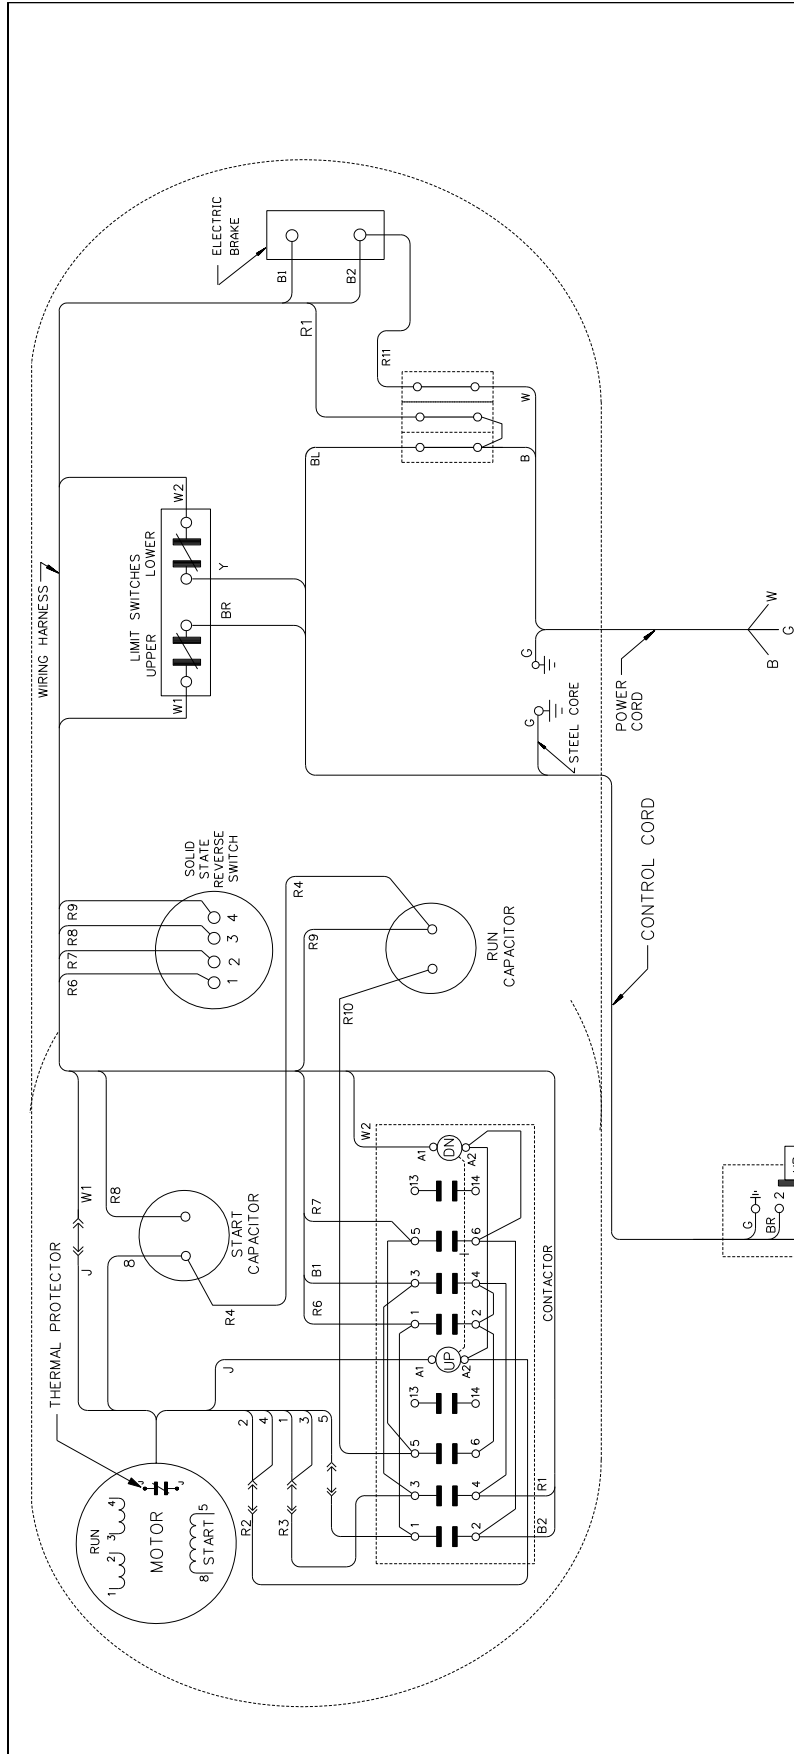 ELECTRIC
BRAKE
B1
B2
R1
R11
W
BL
B
W2
LIMIT SWITCHES
UPPER
LOWER
Y
BR
W1
WIRING HARNESS
G
G
STEEL CORE
POWER
CORD
B
G
W
CONTROL CORD
SOLID
STATE
REVERSE
SWITCH
R6
R7
R8
R9
1
2
3
4
R4
R9
R10
RUN
CAPACITOR
W1
J
R8
8
START
CAPACITOR
R4
THERMAL PROTECTOR
J
J
RUN
1
2
3
4
MOTOR
8
START
5
J
2
4
1
3
5
R2
R3
R6
B1
R7
W2
A1
UP
A2
A1
DN
A2
1
3
5
13
1
3
5
13
2
4
6
14
2
4
6
14
B2
R1
CONTACTOR
G
BR
2